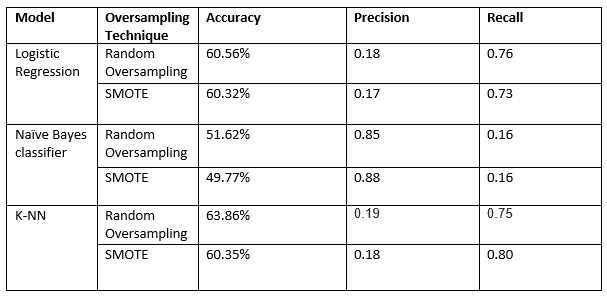 Model Oversampling Technique Accuracy Precision Recall
Logistic Regression Random Oversampling 60.56% 0.18 0.76
SMOTE 60.32% 0.17 0.73
Naïve Bayes classifier Random Oversampling 51.62% 0.85 0.16
SMOTE 49.77% 0.88 0.16
K-NN Random Oversampling 63.86% 0.19 0.75
SMOTE 60.35% 0.18 0.80